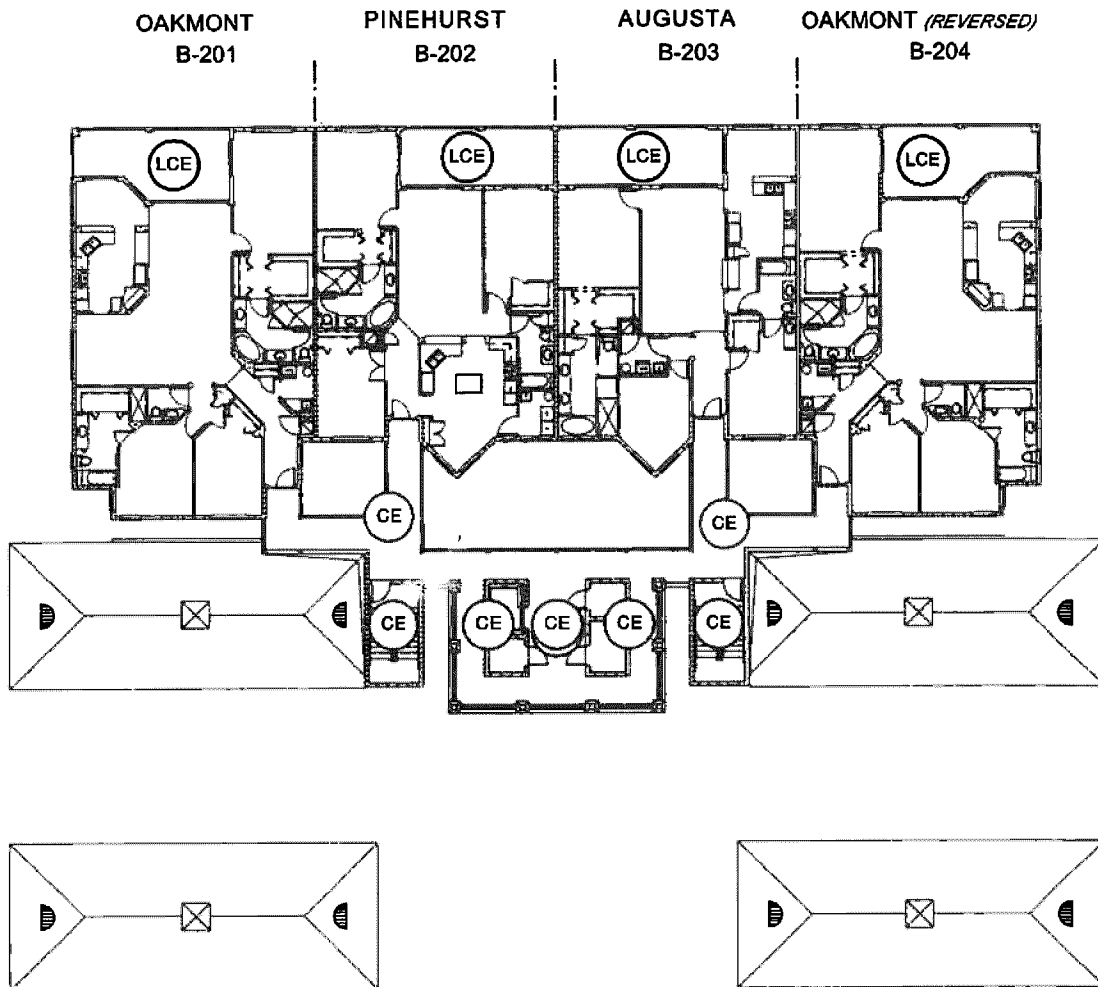 OAKMONT PINEHURST AUGUSTA OAKMONT (REVERSED)
B-201 B-202 B-203 B-204
LCE LCE LCE LCE
CE CE
CE CE CE CE CE